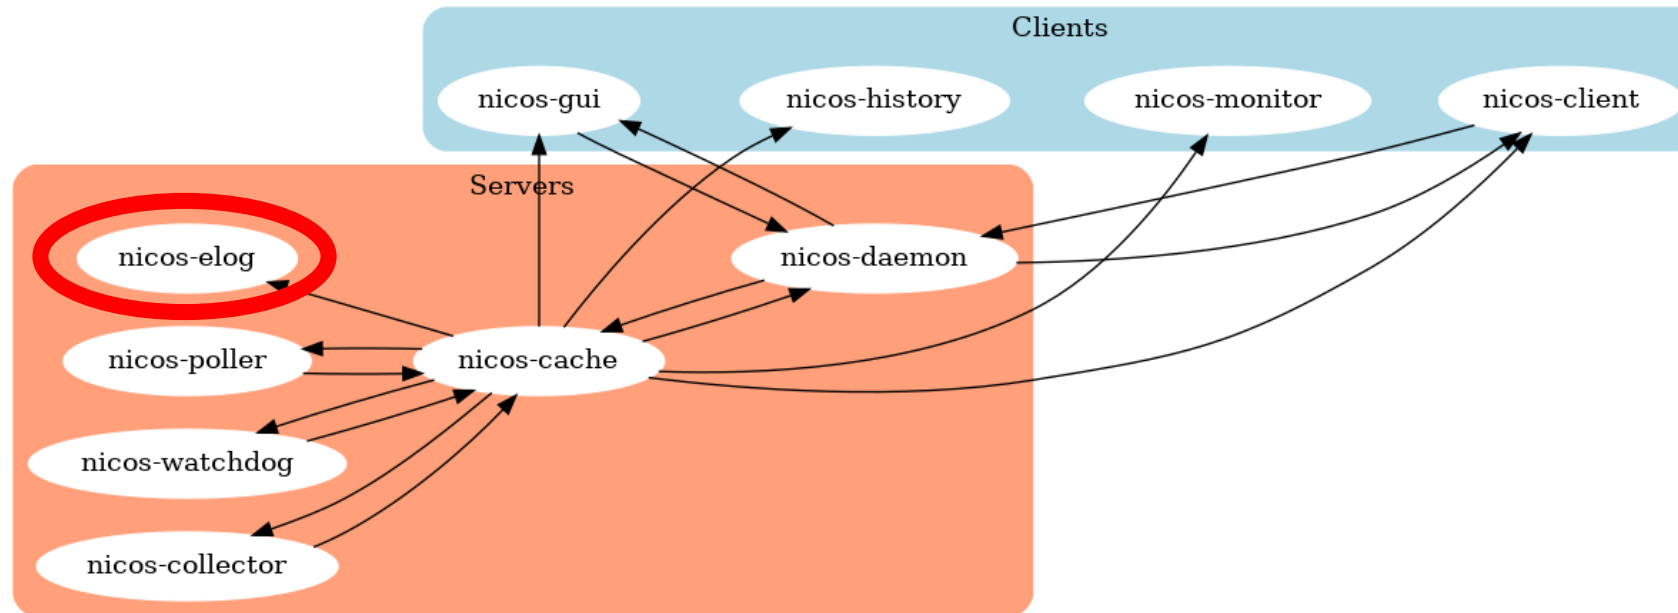 Clients
nicos-gui
nicos-history
nicos-monitor
nicos-client
Servers
nicos-elog
nicos-daemon
nicos-poller
nicos-cache
nicos-watchdog
nicos-collector